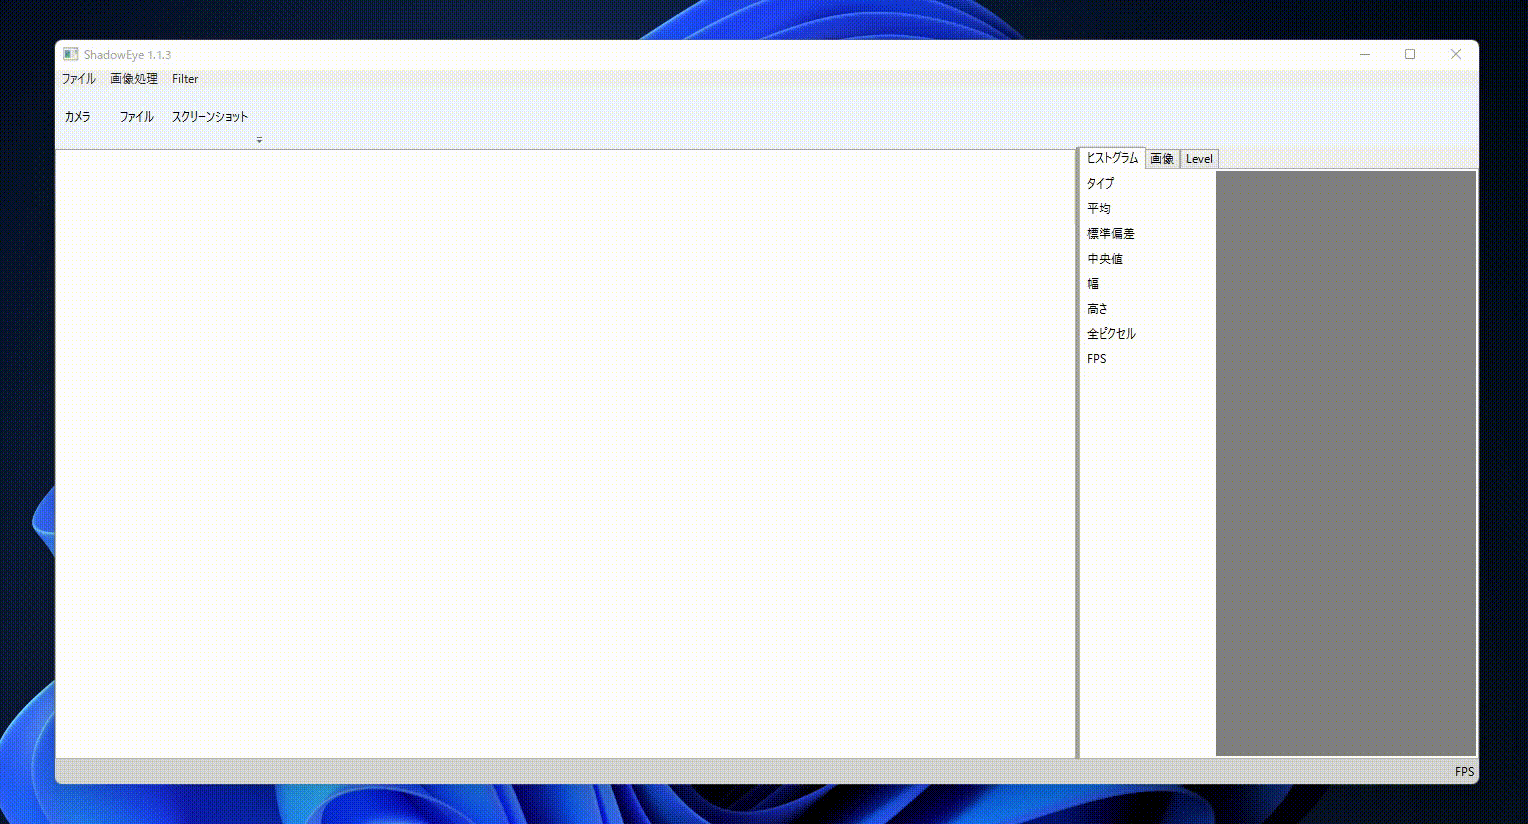 ShadowEye 1.1.3
ファイル 画像処理 Filter
カメラ ファイル スクリーンショット
ヒストグラム 画像 Level
タイプ
平均
標準偏差
中央値
幅
高さ
全ピクセル
FPS
FPS